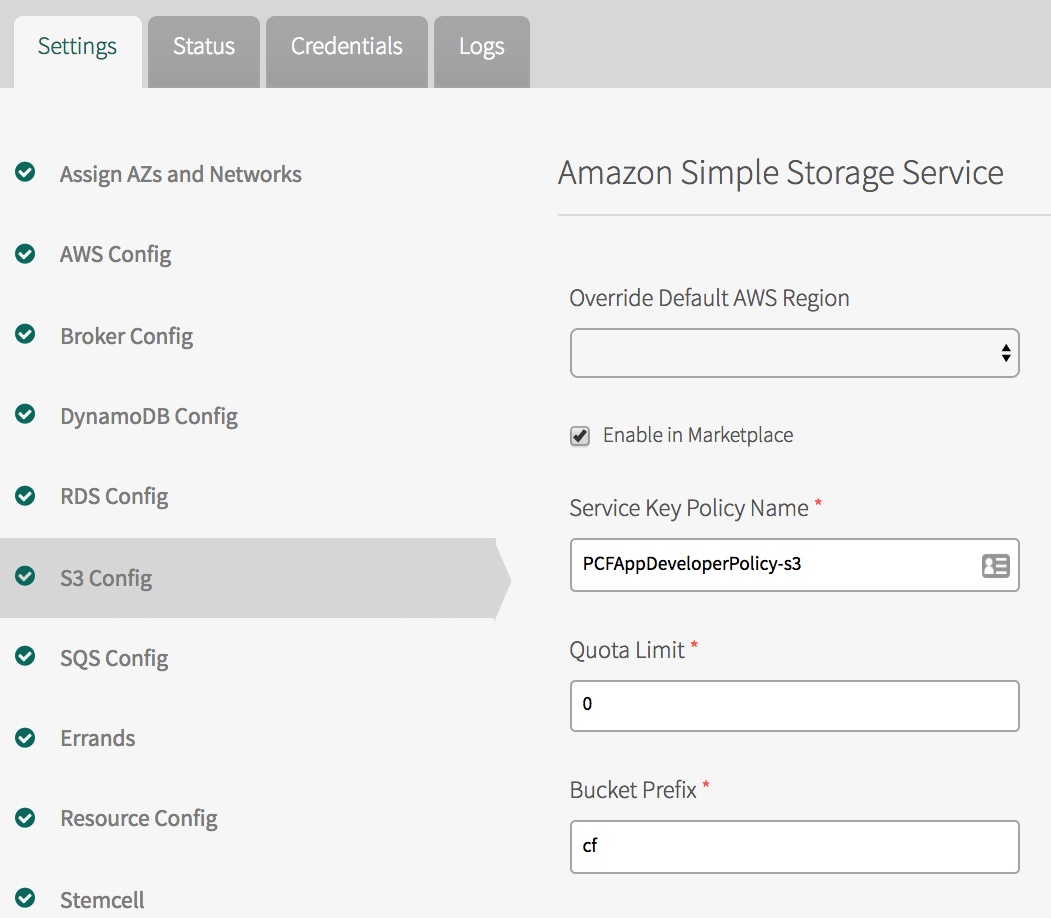 Settings
Status
Credentials
Logs
Assign AZs and Networks
AWS Config
Broker Config
DynamoDB Config
RDS Config
S3 Config
SQS Config
Errands
Resource Config
Stemcell
Amazon Simple Storage Service
Override Default AWS Region
Enable in Marketplace
Service Key Policy Name *
PCFAppDeveloperPolicy-s3
Quota Limit *
0
Bucket Prefix *
cf